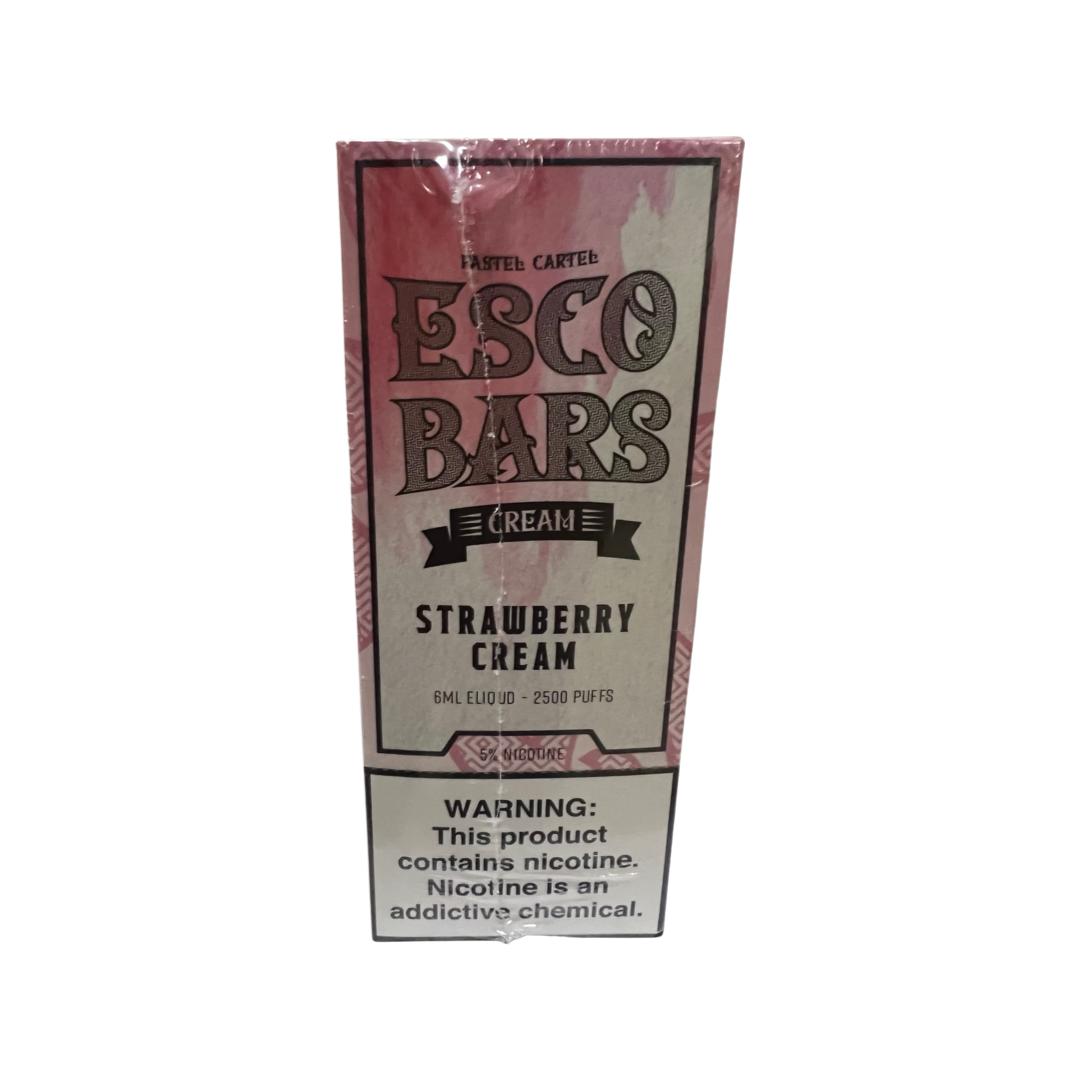 PASTEL CARTEL
ESCO
BARS
CREAM
STRAWBERRY
CREAM
6ML ELIQUD - 2500 PUFFS
5% NICOTINE
WARNING:
This product
contains nicotine.
Nicotine is an
addictive chemical.